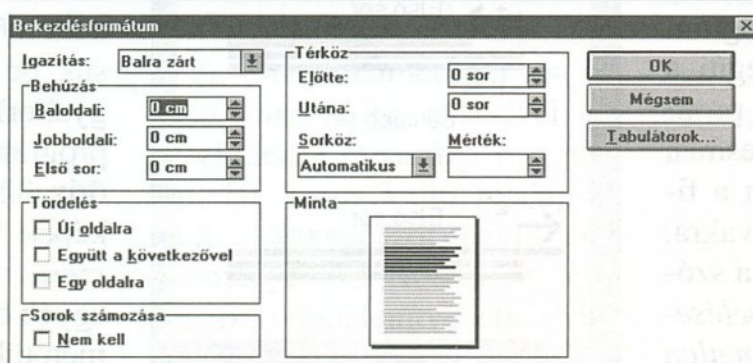 Bekezdésformátum
Igazítás: Balra zárt
Behúzás
Baloldali: 0 cm
Jobboldali: 0 cm
Első sor: 0 cm
Térköz
Előtte: 0 sor
Utána: 0 sor
Sorköz: Mérték:
Automatikus
OK
Mégsem
Tabulátorok...
Tördelés
Új oldalra
Együtt a következővel
Egy oldalra
Minta
Sorok számozása
Nem kell